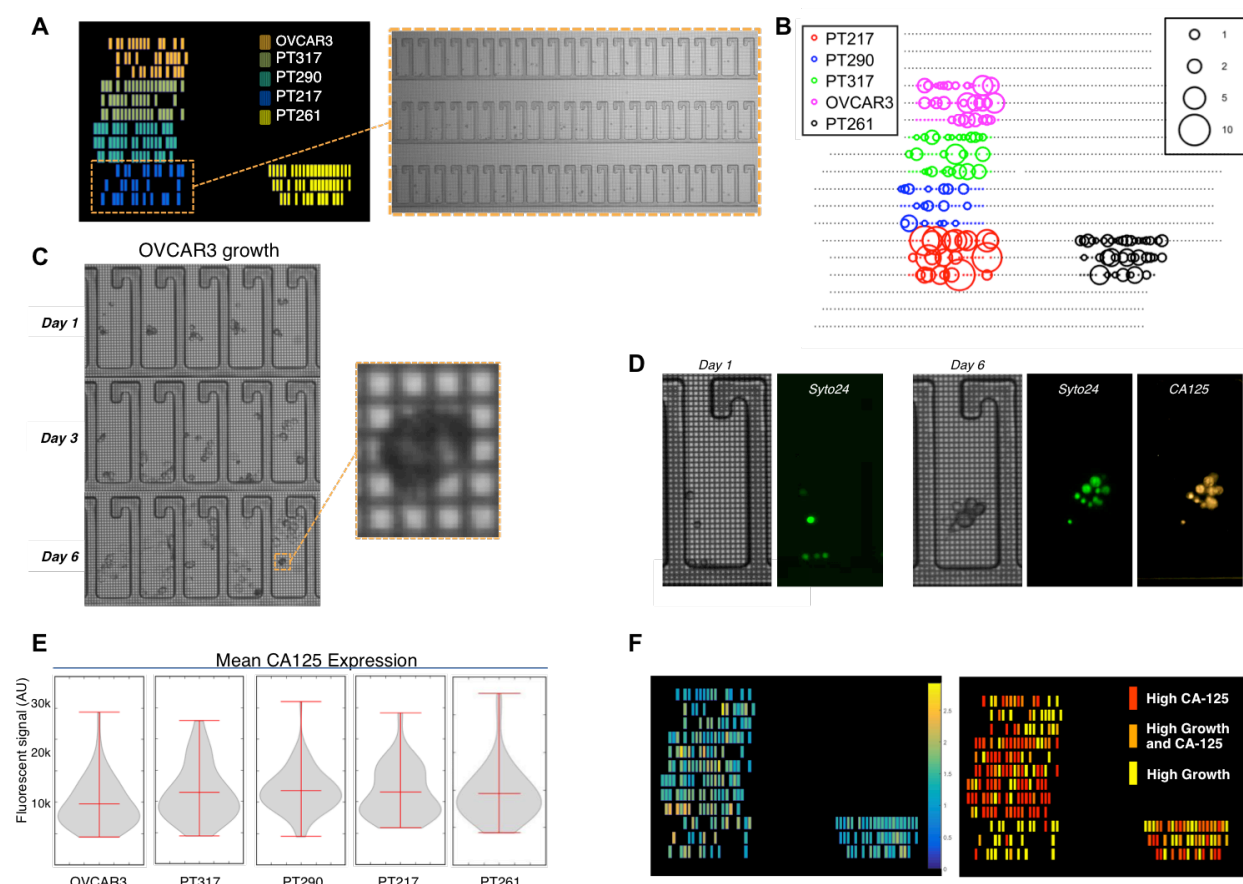 A
OVCAR3
PT317
PT290
PT217
PT261
B
PT217
PT290
PT317
OVCAR3
PT261
1
2
5
10
C
OVCAR3 growth
Day 1
Day 3
Day 6
D
Day 1
Syto24
Day 6
Syto24
CA125
E
Mean CA125 Expression
Fluorescent signal (AU)
30k
20k
10k
OVCAR3
PT317
PT290
PT217
PT261
F
2.5
2
1.5
1
0.5
0
High CA-125
High Growth
and CA-125
High Growth